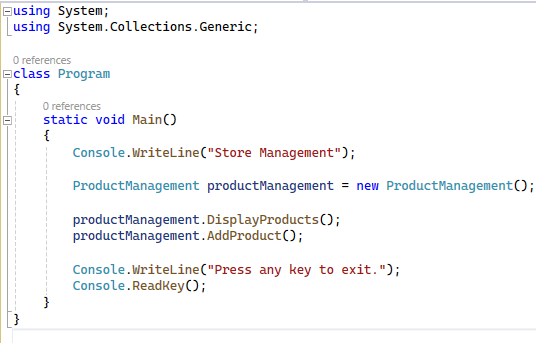 using System;
using System.Collections.Generic;
0 references
class Program
{
0 references
static void Main()
{
Console.WriteLine("Store Management");
ProductManagement productManagement = new ProductManagement();
productManagement.DisplayProducts();
productManagement.AddProduct();
Console.WriteLine("Press any key to exit.");
Console.ReadKey();
}
}